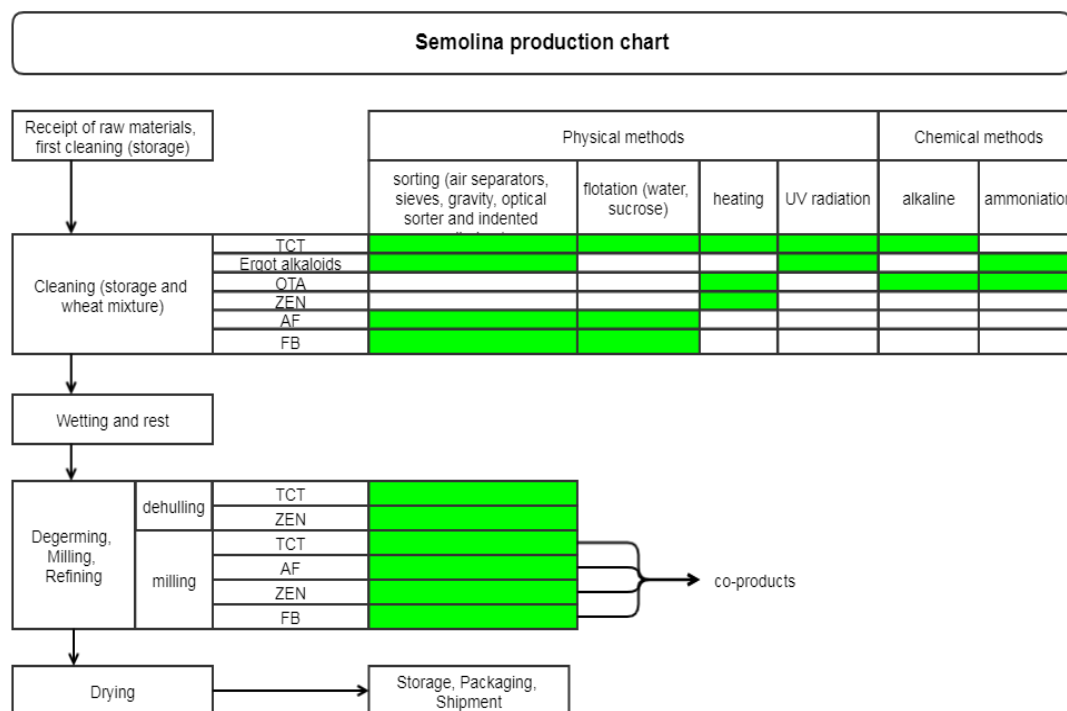 Semolina production chart
Receipt of raw materials,
first cleaning (storage)
Physical methods
Chemical methods
sorting (air separators,
sieves, gravity, optical
sorter and indented
flotation (water,
sucrose)
heating
UV radiation
alkaline
ammoniation
Cleaning (storage and
wheat mixture)
TCT
Ergot alkaloids
OTA
ZEN
AF
FB
Wetting and rest
Degerming,
Milling,
Refining
dehulling
TCT
ZEN
milling
TCT
AF
ZEN
FB
co-products
Drying
Storage, Packaging,
Shipment